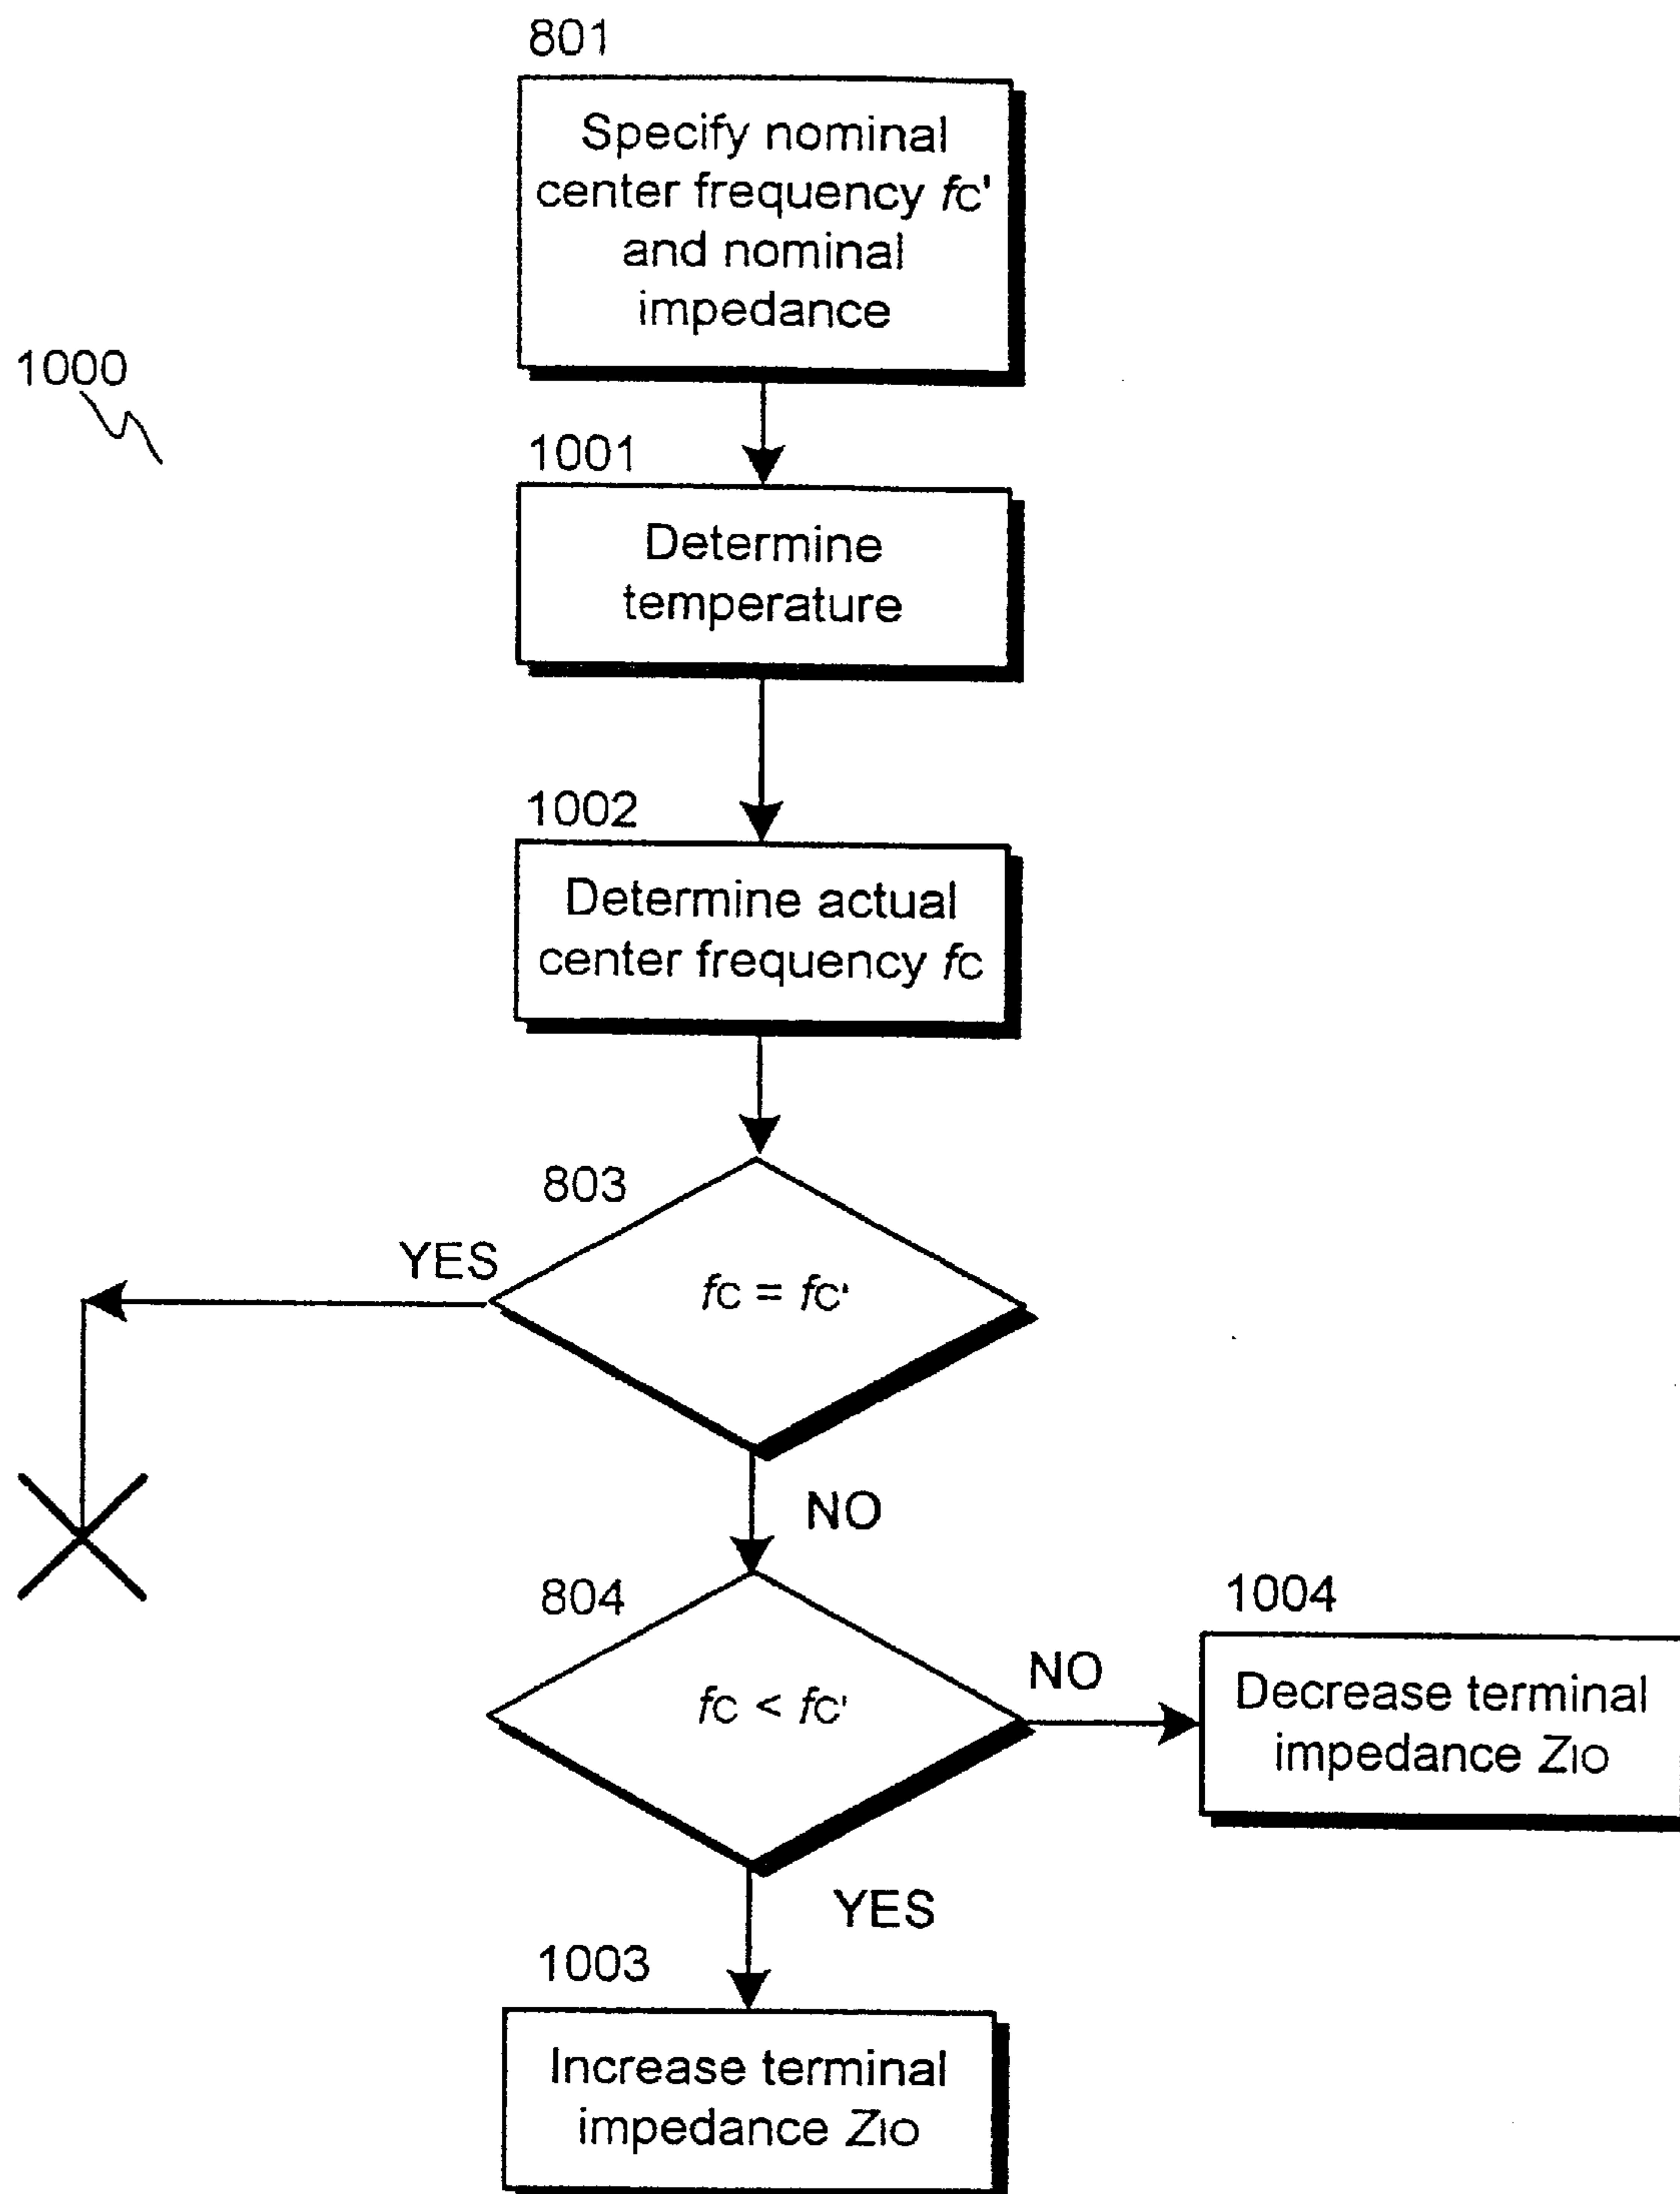 801
Specify nominal
center frequency fC'
and nominal
impedance
1000
1001
Determine
temperature
1002
Determine actual
center frequency fC
803
YES
fC = fC'
NO
804
fC < fC'
NO
1004
Decrease terminal
impedance ZIO
YES
1003
Increase terminal
impedance ZIO